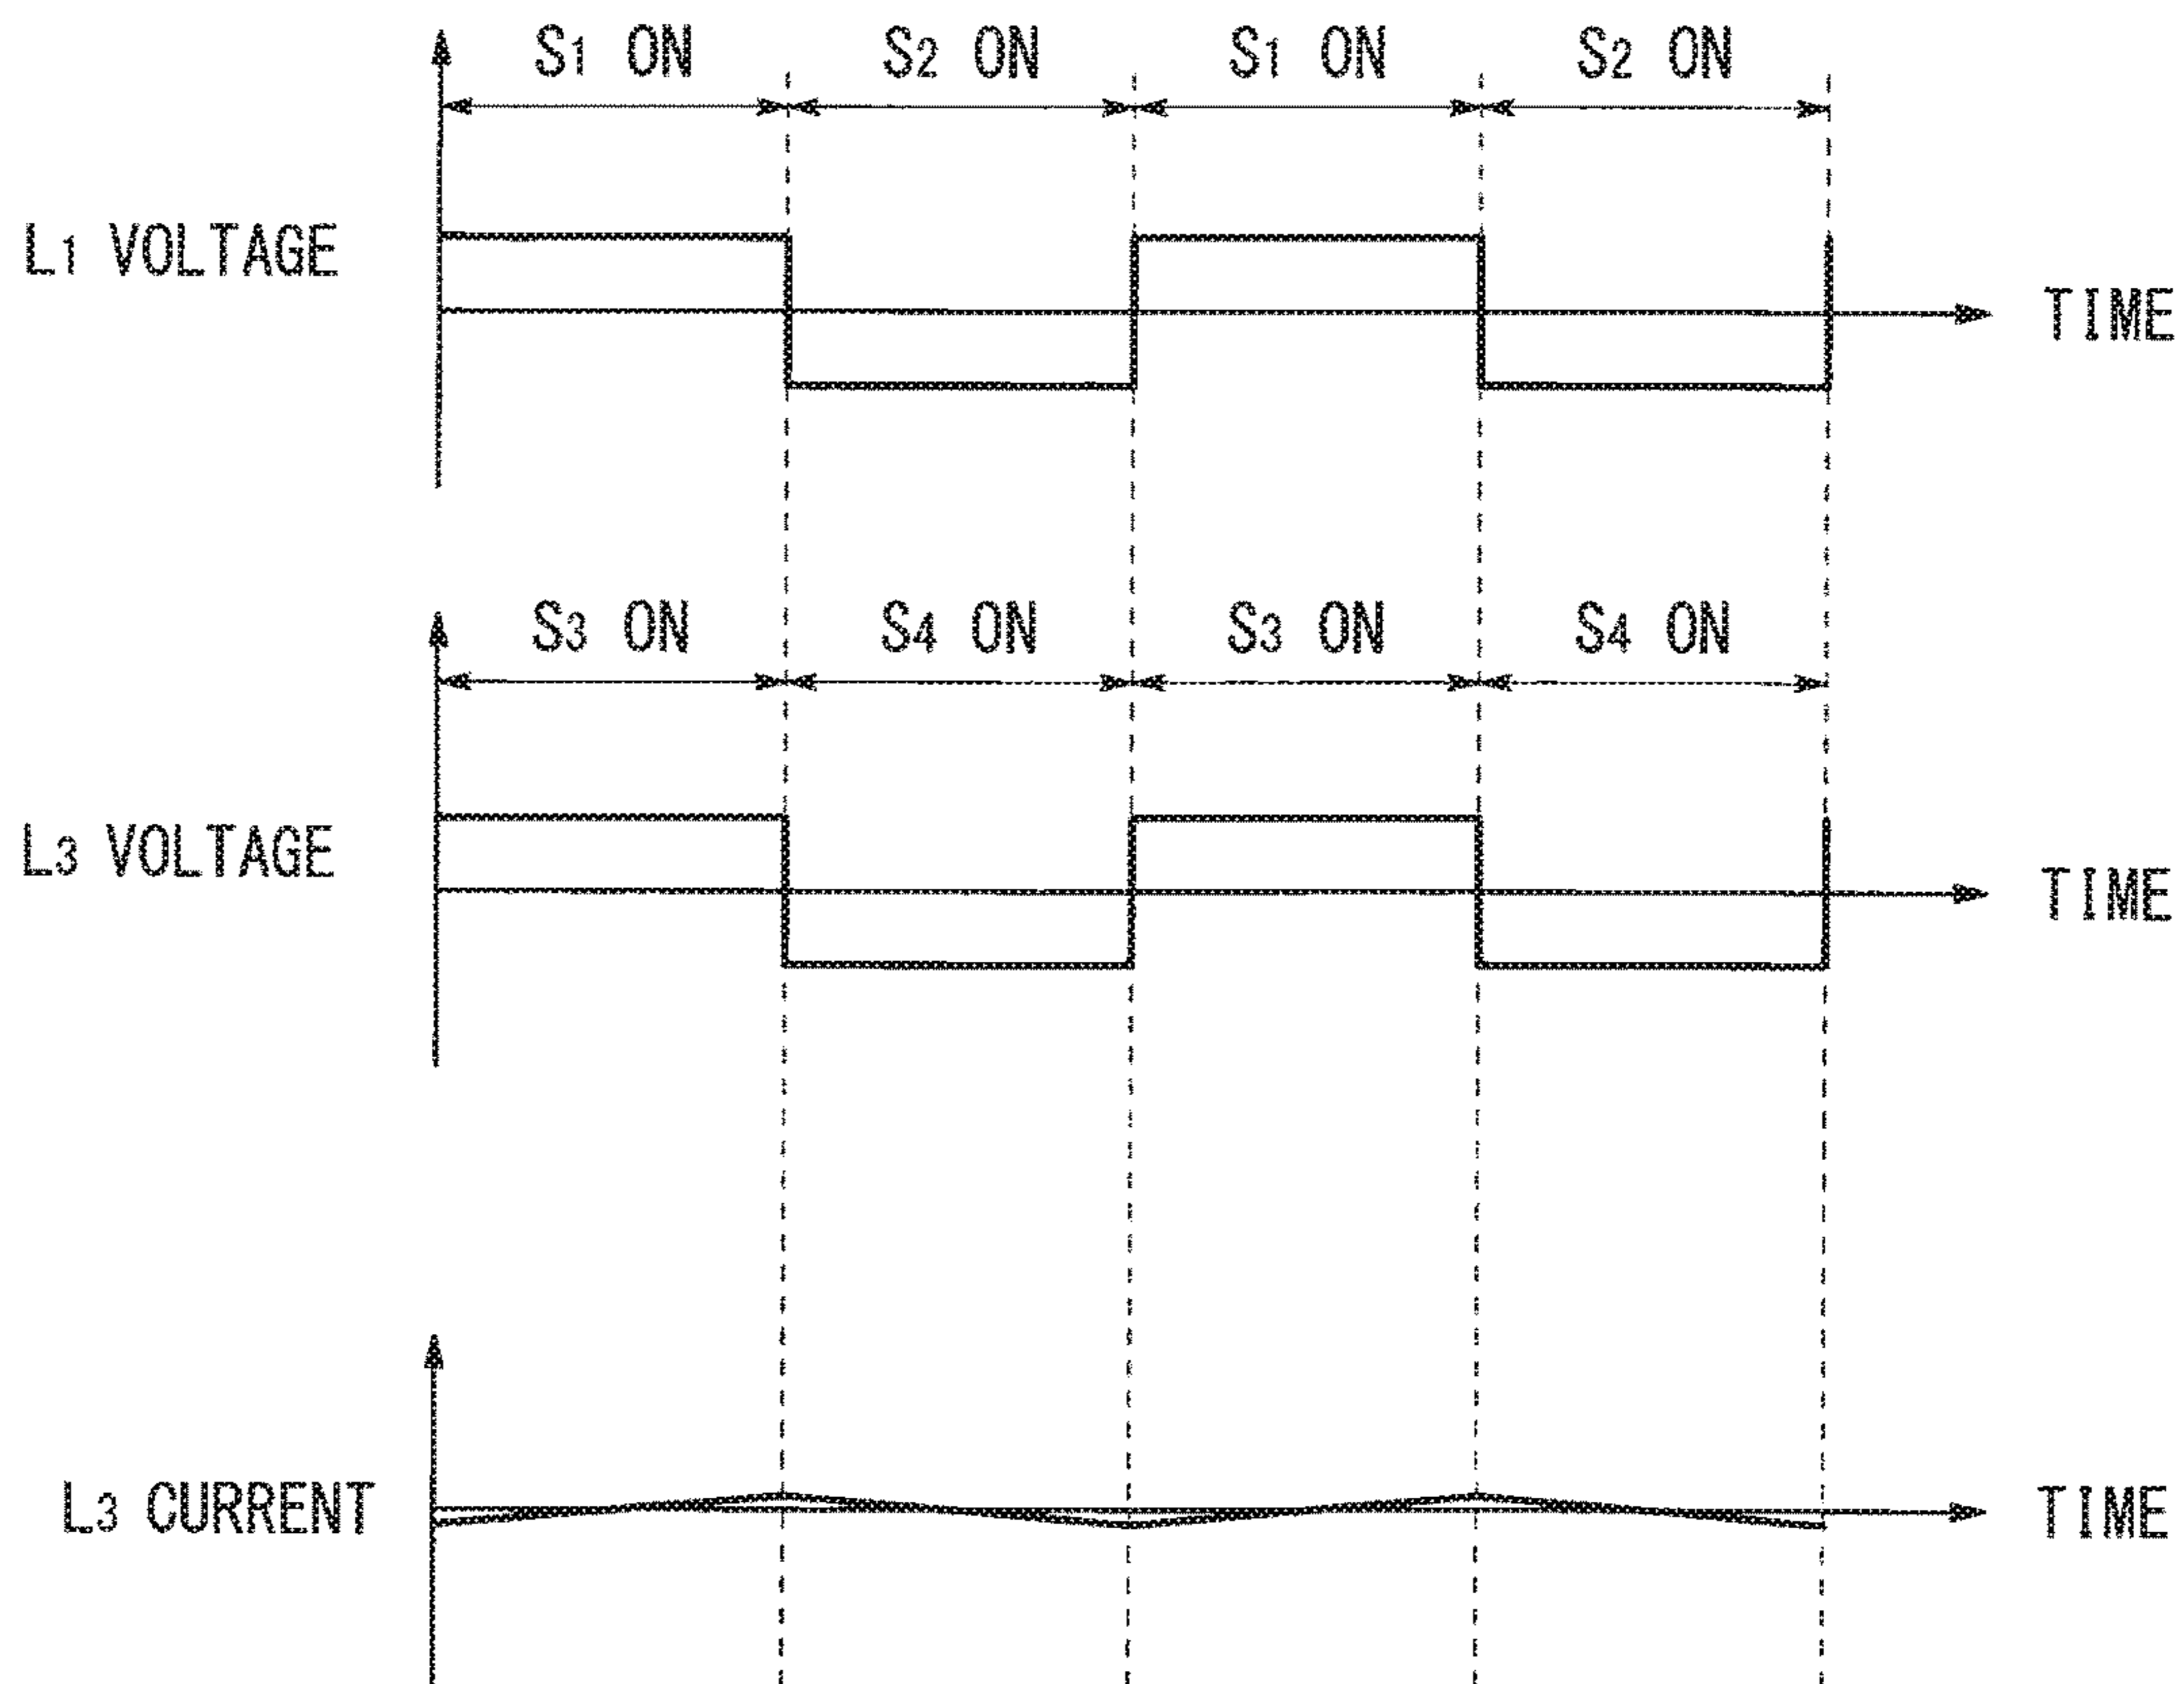 S1 ON S2 ON S1 ON S2 ON
L1 VOLTAGE
TIME
S3 ON S4 ON S3 ON S4 ON
L3 VOLTAGE
TIME
L3 CURRENT
TIME